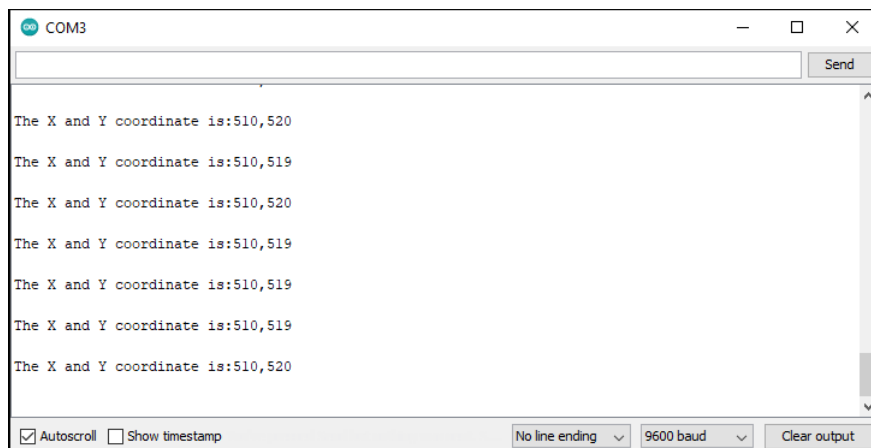 COM3
Send
The X and Y coordinate is:510,520
The X and Y coordinate is:510,519
The X and Y coordinate is:510,520
The X and Y coordinate is:510,519
The X and Y coordinate is:510,519
The X and Y coordinate is:510,519
The X and Y coordinate is:510,520
Autoscroll Show timestamp No line ending 9600 baud Clear output